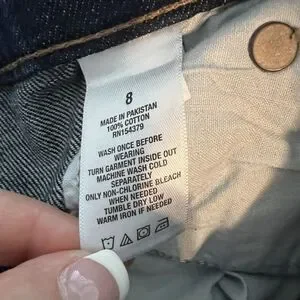 8
MADE IN PAKISTAN
100% COTTON
RN154379
WASH ONCE BEFORE
WEARING
TURN GARMENT INSIDE OUT
MACHINE WASH COLD
SEPARATELY
ONLY NON-CHLORINE BLEACH
WHEN NEEDED
TUMBLE DRY LOW
WARM IRON IF NEEDED